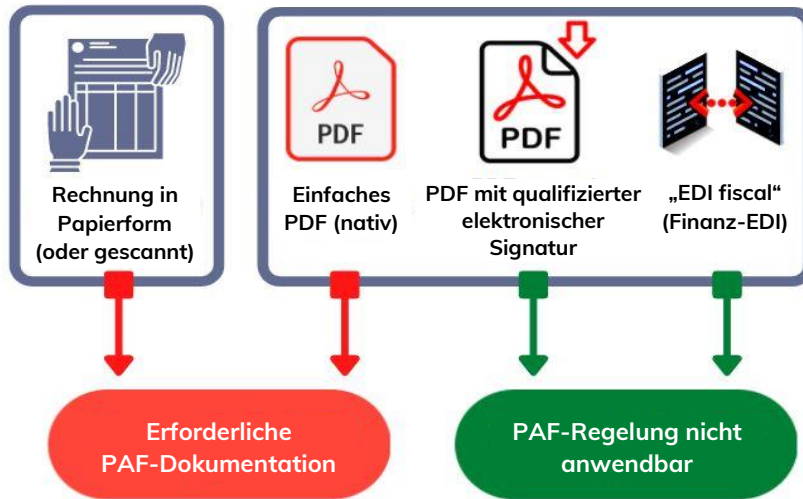 PDF
PDF
Rechnung in
Papierform
(oder gescannt)
Einfaches
PDF (nativ)
PDF mit qualifizierter
elektronischer
Signatur
„EDI fiscal“
(Finanz-EDI)
Erforderliche
PAF-Dokumentation
PAF-Regelung nicht
anwendbar